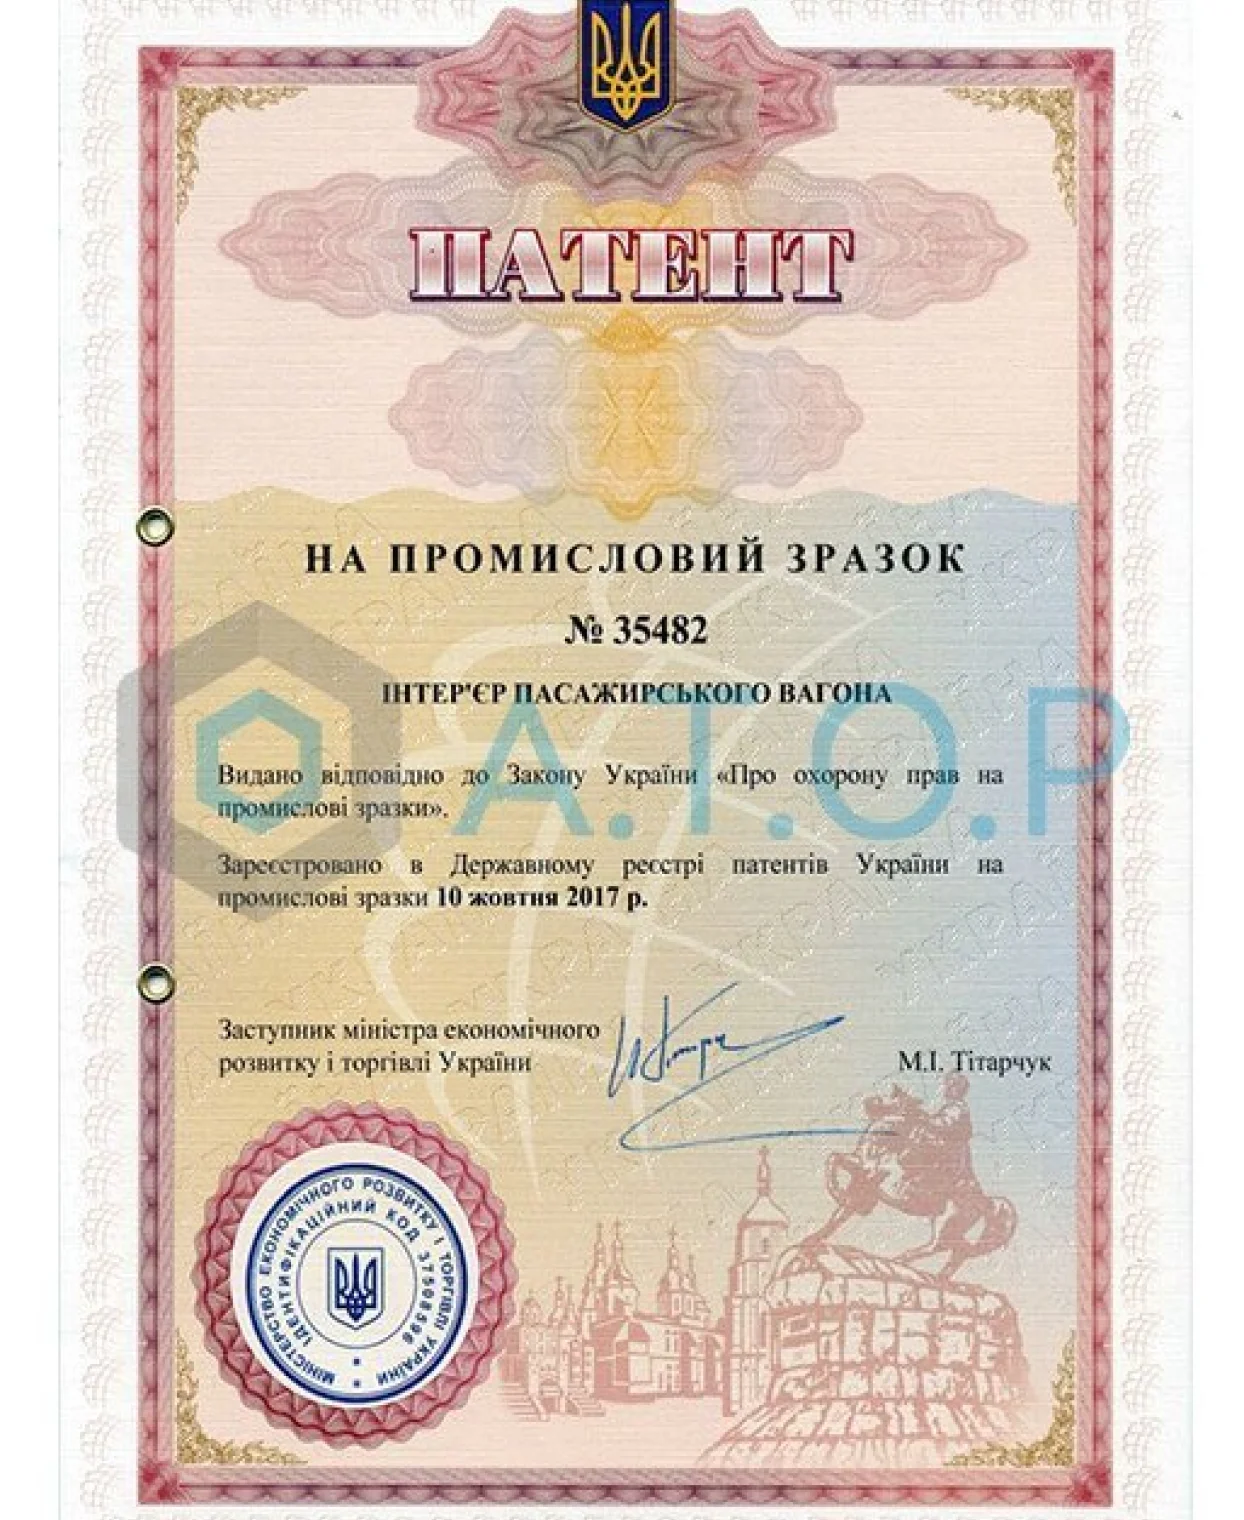 ПАТЕНТ
НА ПРОМИСЛОВИЙ ЗРАЗОК
№ 35482
ІНТЕР'ЄР ПАСАЖИРСЬКОГО ВАГОНА
A.T.O.P
Видано відповідно до Закону України «Про охорону прав на
промислові зразки».
Зареєстровано в Державному реєстрі патентів України на
промислові зразки 10 жовтня 2017 р.
Заступник міністра економічного
розвитку і торгівлі України
М.І. Тітарчук
МІНІСТЕРСТВО ЕКОНОМІЧНОГО РОЗВИТКУ І ТОРГІВЛІ УКРАЇНИ
ІДЕНТИФІКАЦІЙНИЙ КОД 37508596
УКРАЇНА